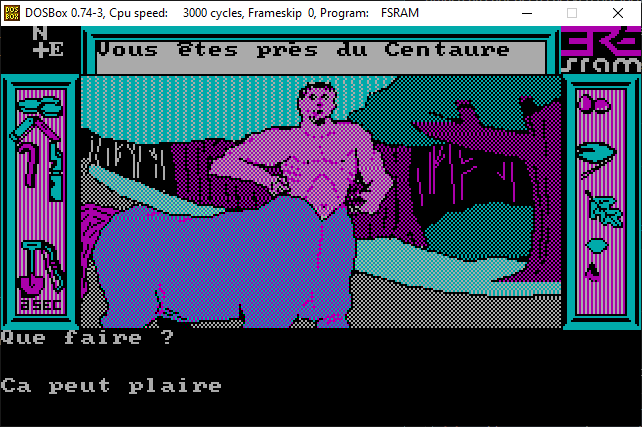 DOSBox 0.74-3, Cpu speed: 3000 cycles, Frameskip 0, Program: FSRAM
N
E
Vous êtes près du Centaure
ERE
sram
Que faire ?
Ca peut plaire